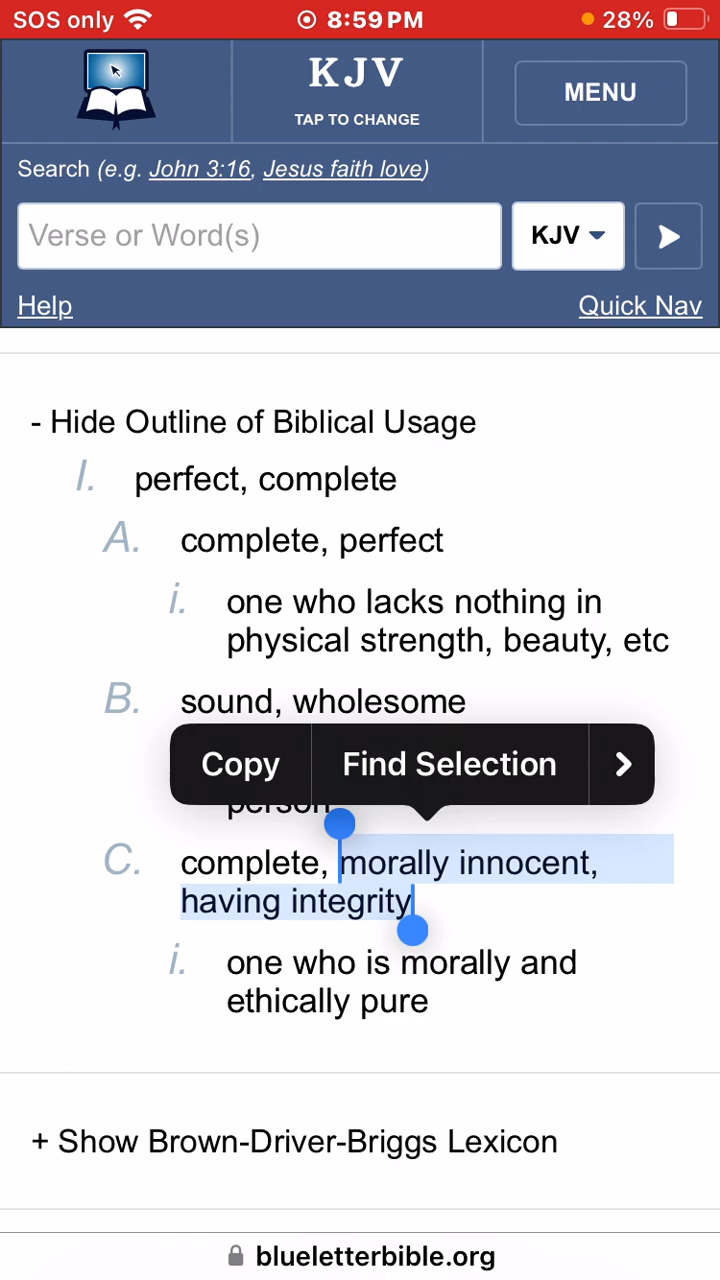 SOS only 8:59 PM 28%
KJV
TAP TO CHANGE
MENU
Search (e.g. John 3:16, Jesus faith love)
Verse or Word(s) KJV
Help Quick Nav
- Hide Outline of Biblical Usage
I. perfect, complete
A. complete, perfect
i. one who lacks nothing in
physical strength, beauty, etc
B. sound, wholesome
Copy Find Selection
person
C. complete, morally innocent,
having integrity
i. one who is morally and
ethically pure
+ Show Brown-Driver-Briggs Lexicon
blueletterbible.org